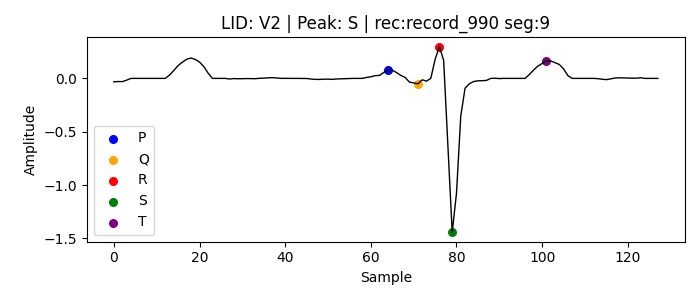 LID: V2 | Peak: S | rec:record_990 seg:9
Amplitude
0.0
−0.5
−1.0
−1.5
P
Q
R
S
T
0 20 40 60 80 100 120
Sample